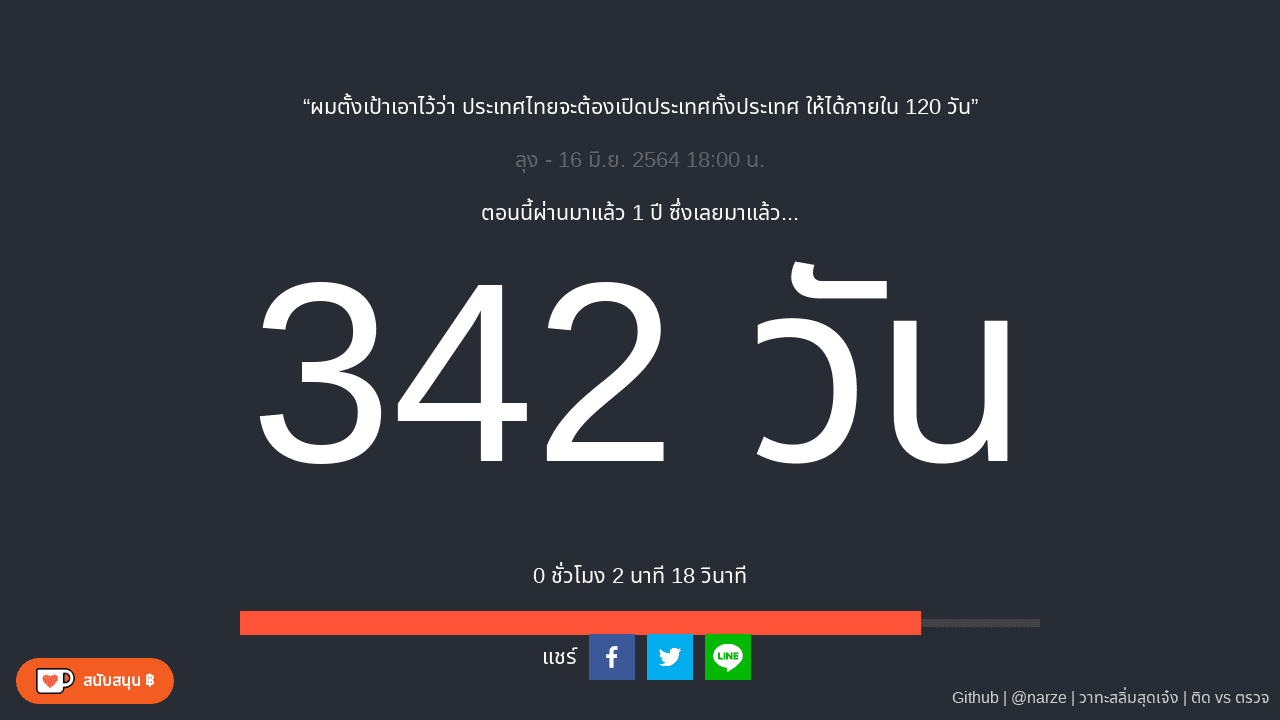 “ผมตั้งเป้าเอาไว้ว่า ประเทศไทยจะต้องเปิดประเทศทั้งประเทศ ให้ได้ภายใน 120 วัน”
ลุง - 16 มิ.ย. 2564 18:00 น.
ตอนนี้ผ่านมาแล้ว 1 ปี ซึ่งเลยมาแล้ว...
342 วัน
0 ชั่วโมง 2 นาที 18 วินาที
แชร์
LINE
สนับสนุน ฿
Github | @narze | วาทะสลิ่มสุดเจ๋ง | ติด vs ตรวจ